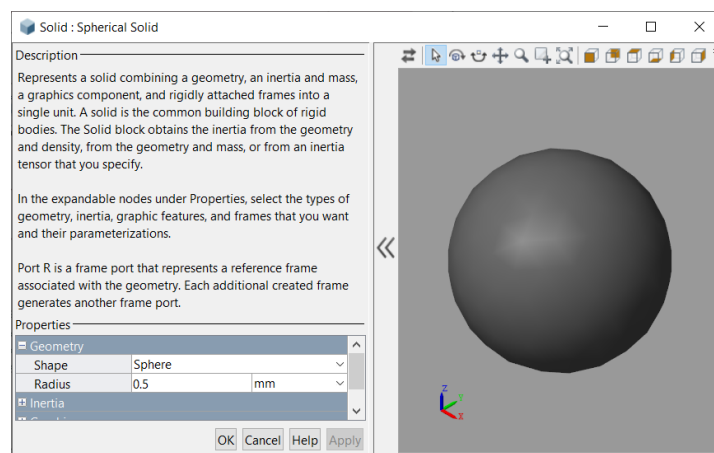 Solid : Spherical Solid
Description
Represents a solid combining a geometry, an inertia and mass,
a graphics component, and rigidly attached frames into a
single unit. A solid is the common building block of rigid
bodies. The Solid block obtains the inertia from the geometry
and density, from the geometry and mass, or from an inertia
tensor that you specify.
In the expandable nodes under Properties, select the types of
geometry, inertia, graphic features, and frames that you want
and their parameterizations.
Port R is a frame port that represents a reference frame
associated with the geometry. Each additional created frame
generates another frame port.
Properties
Geometry
Shape Sphere
Radius 0.5 mm
Inertia
OK Cancel Help Apply
Z
Y
X